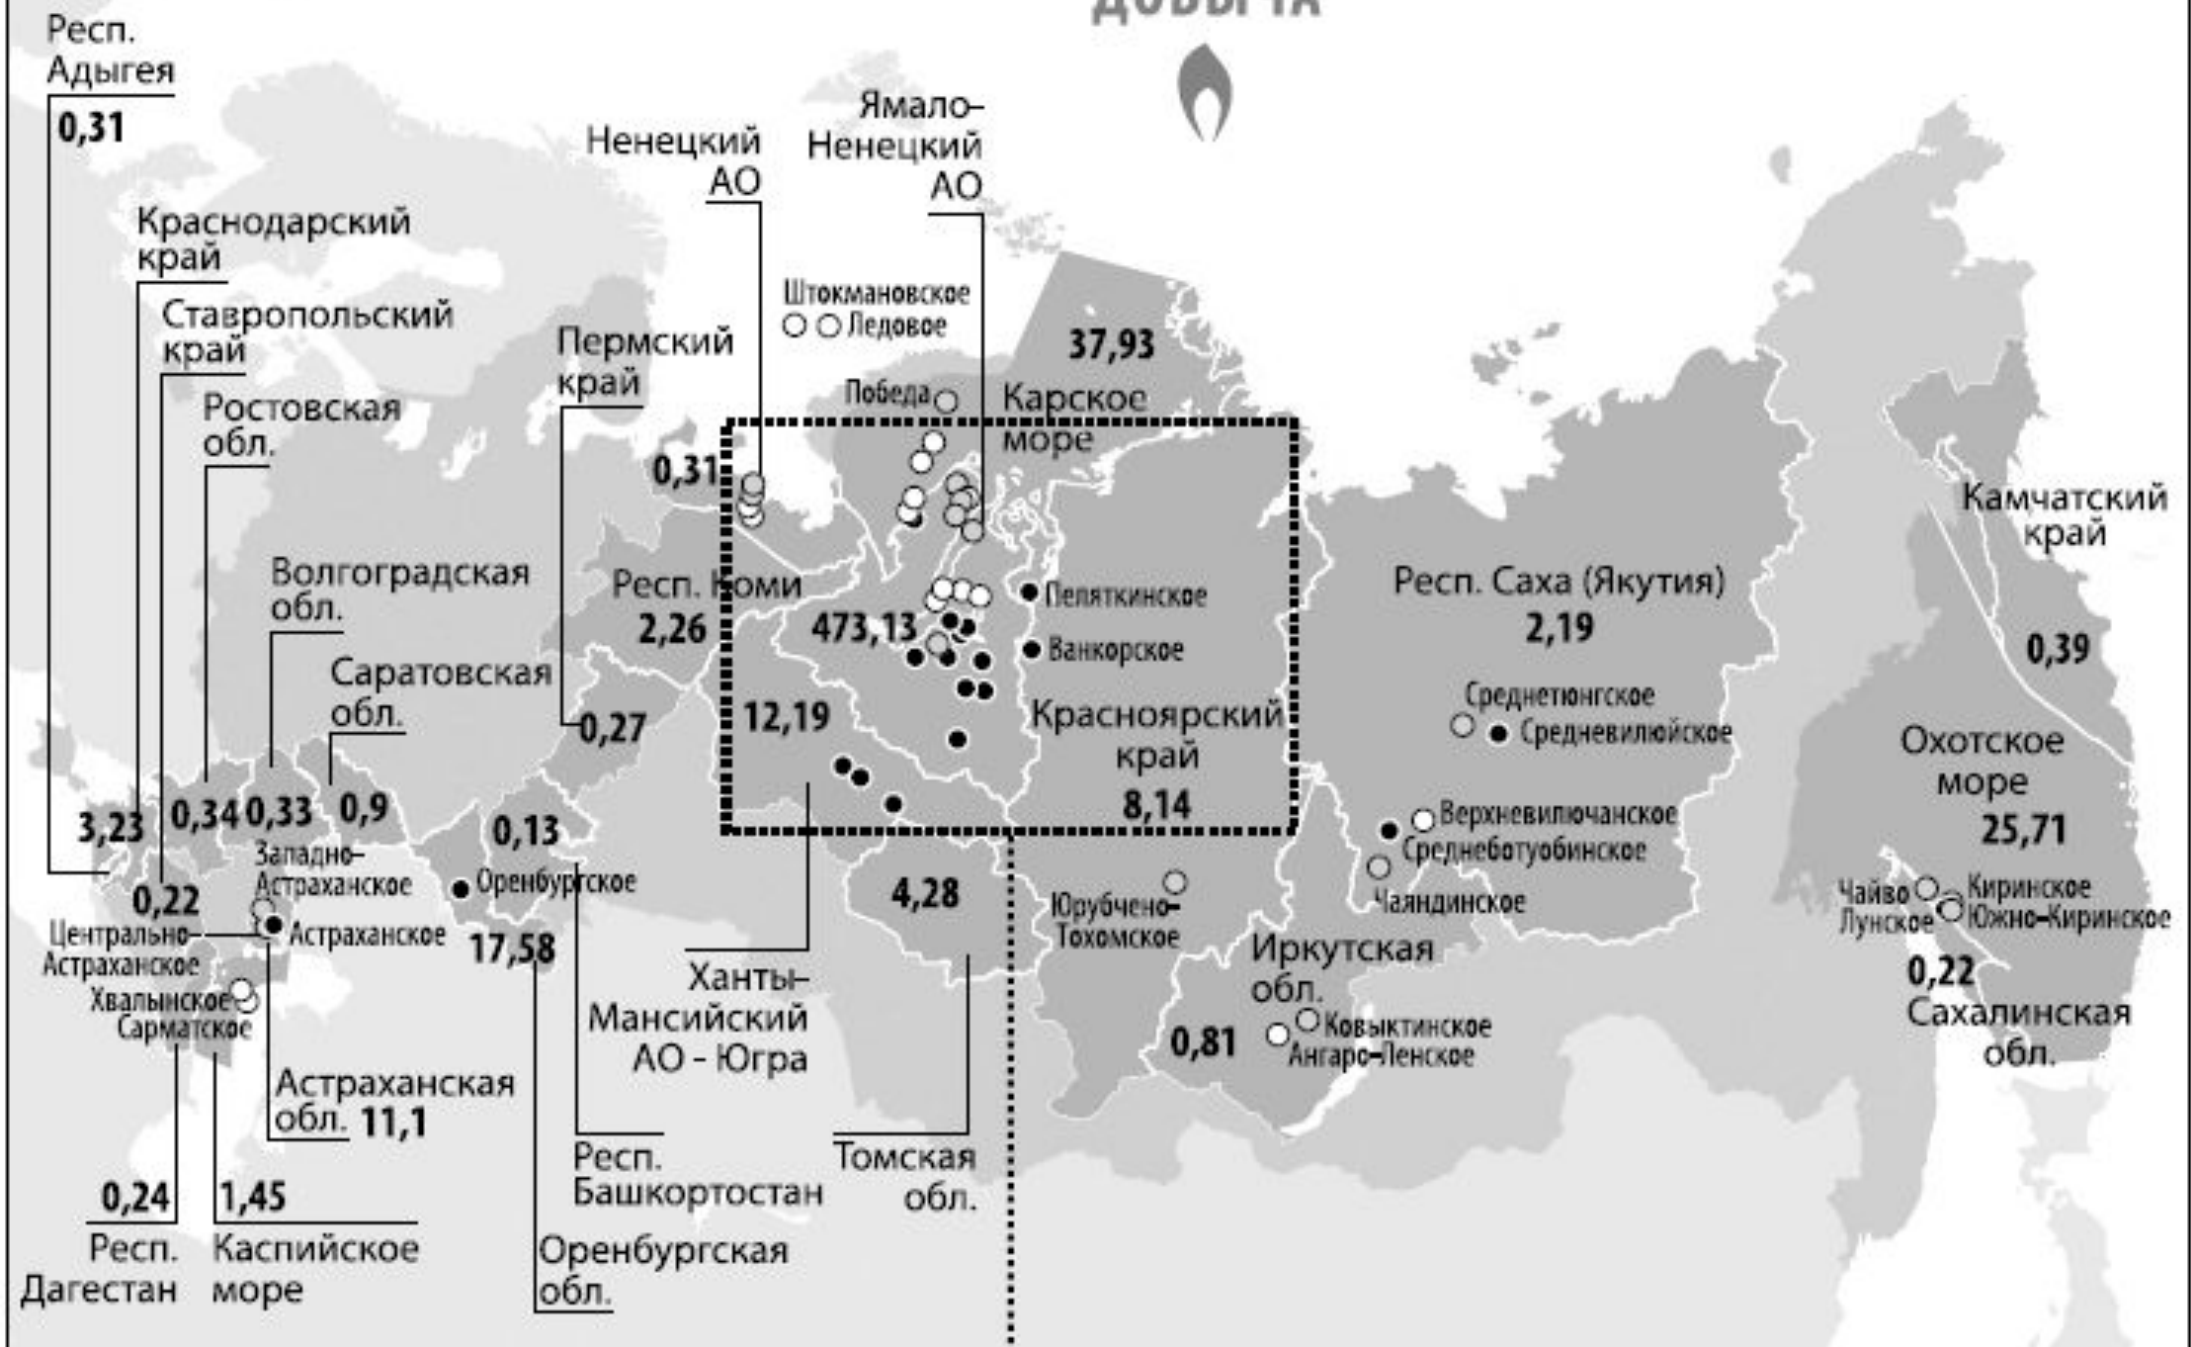 ДОБЫЧА
Респ.
Адыгея
0,31
Краснодарский
край
Ставропольский
край
Ростовская
обл.
Волгоградская
обл.
Саратовская
обл.
Пермский
край
Ненецкий
АО
Ямало-
Ненецкий
АО
Штокмановское
Ледовое
Победа
37,93
Карское
море
0,31
Респ. Коми
2,26
473,13
12,19
Пеляткинское
Ванкорское
Красноярский
край
8,14
0,27
3,23
0,34
0,33
0,9
0,13
0,22
Западно-
Астраханское
Центрально-
Астраханское
Астраханское
Хвалынское
Сарматское
Оренбургское
17,58
4,28
Ханты-
Мансийский
АО - Югра
Астраханская
обл. 11,1
0,24
Респ.
Дагестан
1,45
Каспийское
море
Респ.
Башкортостан
Оренбургская
обл.
Томская
обл.
Юрубчено-
Тохомское
Иркутская
обл.
0,81
Ковыктинское
Ангаро-Ленское
Респ. Саха (Якутия)
2,19
Среднетюнгское
Средневилюйское
Верхневилючанское
Среднеботуобинское
Чаяндинское
Камчатский
край
0,39
Охотское
море
25,71
Чайво
Лунское
Киринское
Южно-Киринское
0,22
Сахалинская
обл.